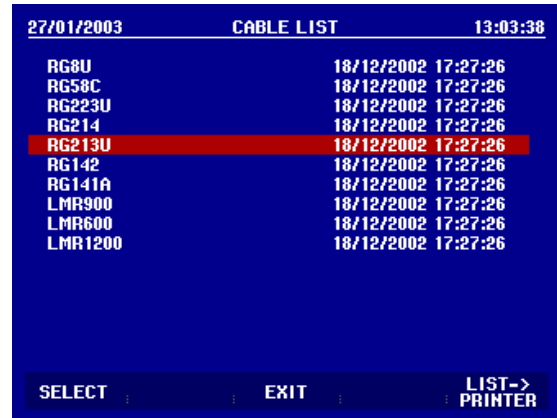 27/01/2003 CABLE LIST 13:03:38
RG8U 18/12/2002 17:27:26
RG58C 18/12/2002 17:27:26
RG223U 18/12/2002 17:27:26
RG214 18/12/2002 17:27:26
RG213U 18/12/2002 17:27:26
RG142 18/12/2002 17:27:26
RG141A 18/12/2002 17:27:26
LMR900 18/12/2002 17:27:26
LMR600 18/12/2002 17:27:26
LMR1200 18/12/2002 17:27:26
SELECT EXIT LIST->
PRINTER